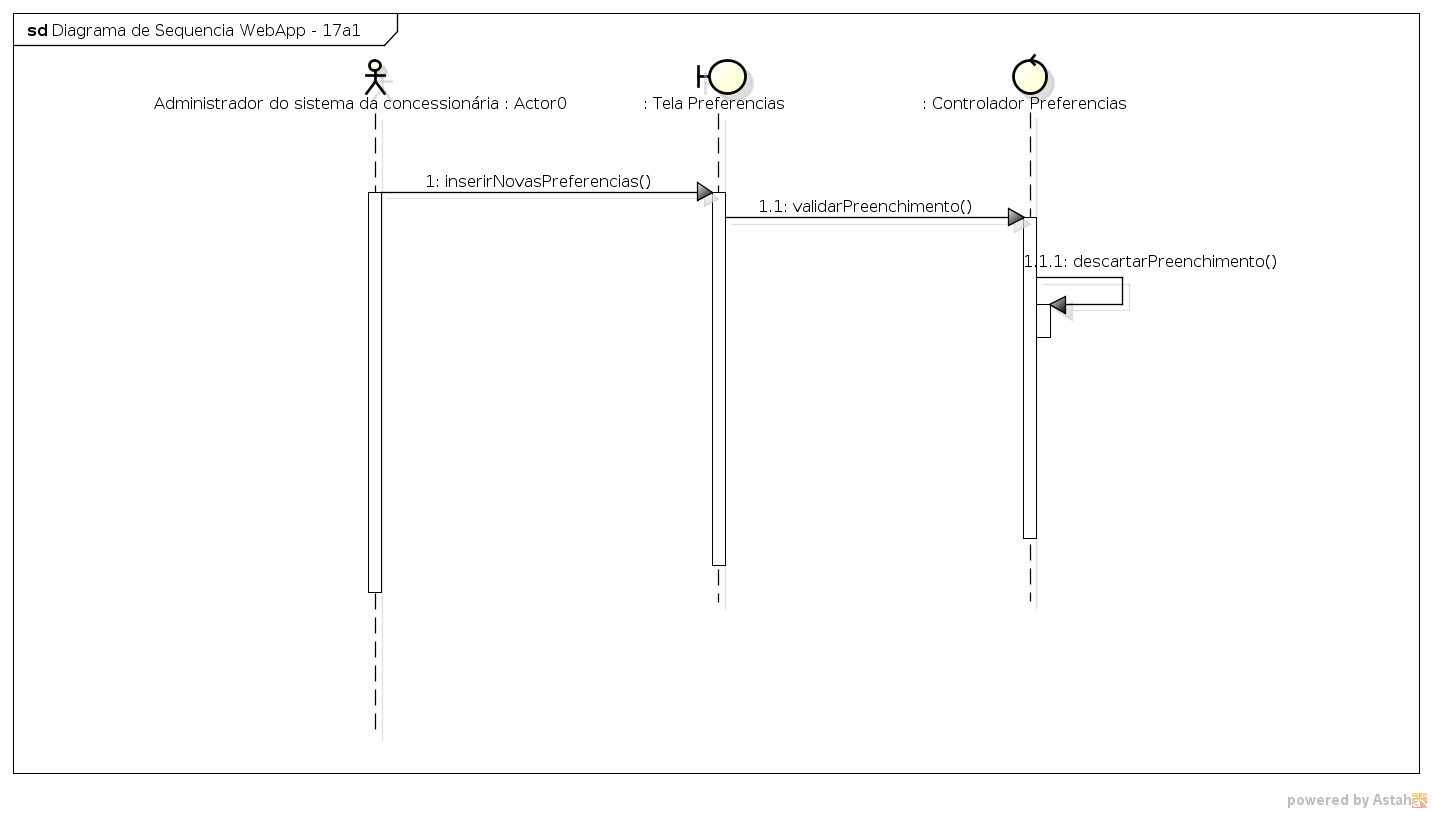 sd Diagrama de Sequencia WebApp - 17a1
Administrador do sistema da concessionária : Actor0
: Tela Preferencias
: Controlador Preferencias
1: inserirNovasPreferencias()
1.1: validarPreenchimento()
1.1.1: descartarPreenchimento()
powered by Astah